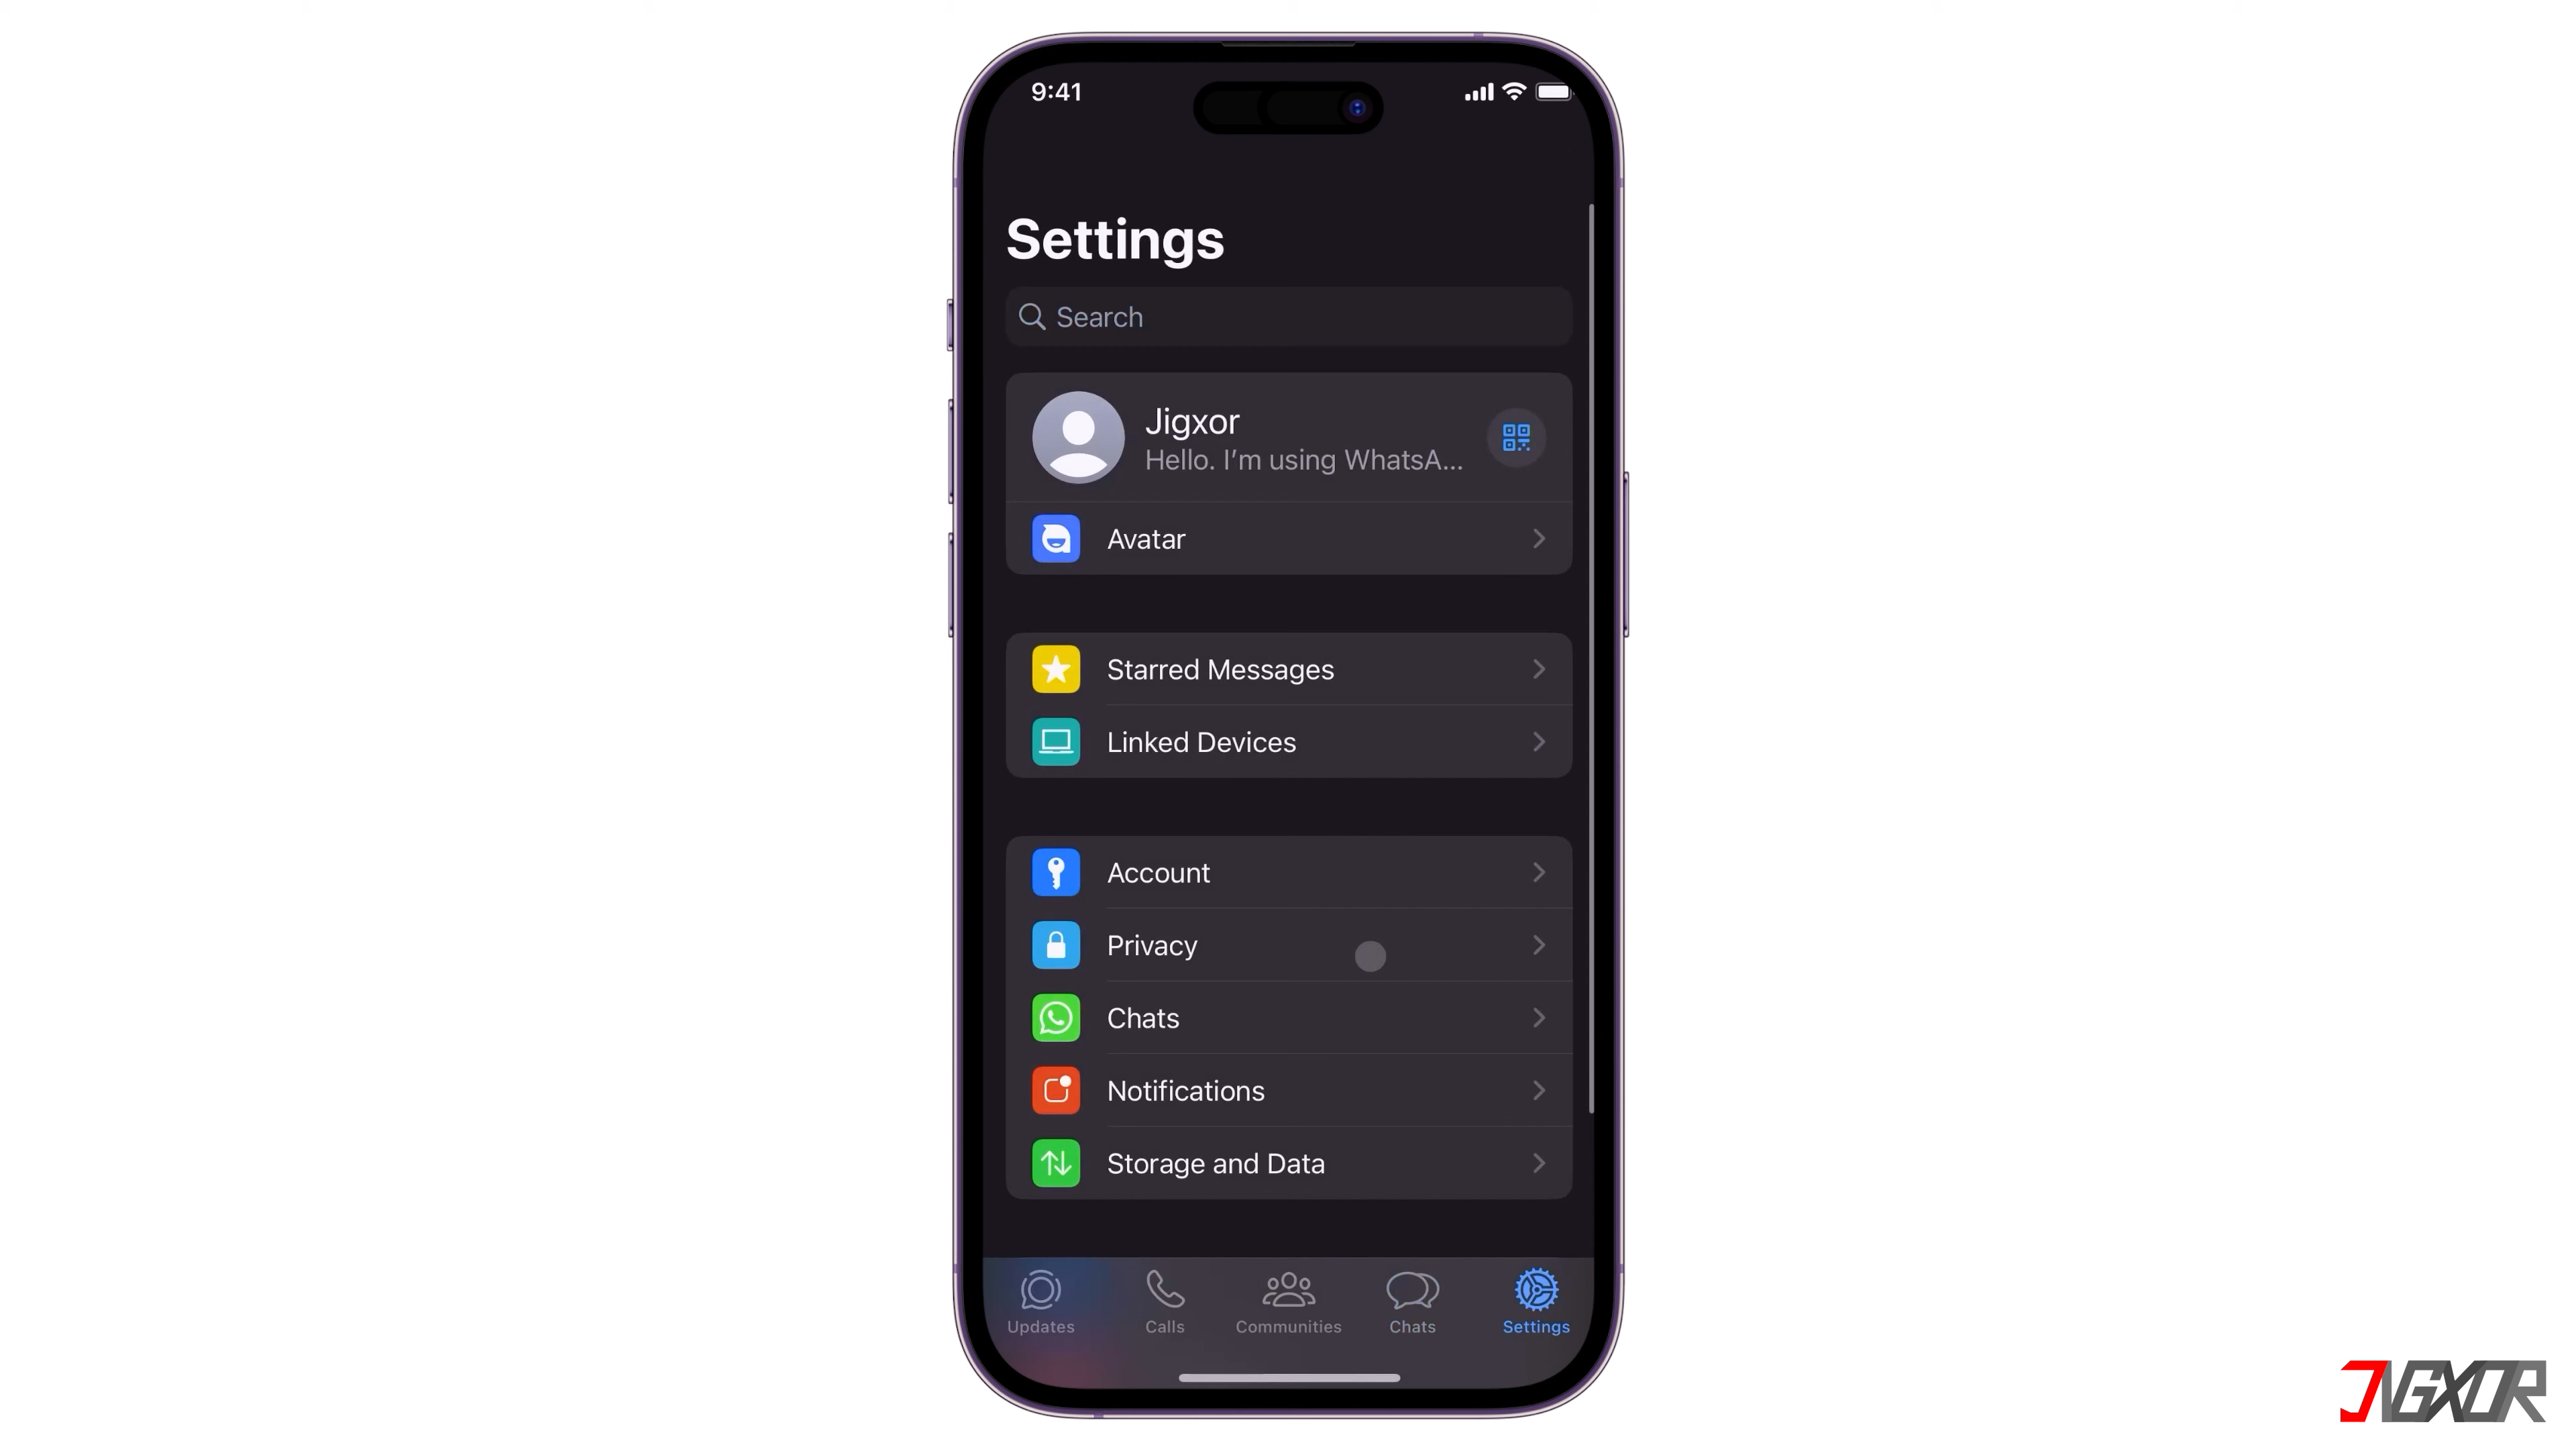 9:41
Settings
Search
Jigxor
Hello. I'm using WhatsA...
Avatar
Starred Messages
Linked Devices
Account
Privacy
Chats
Notifications
Storage and Data
Updates Calls Communities Chats Settings
JIGXOR